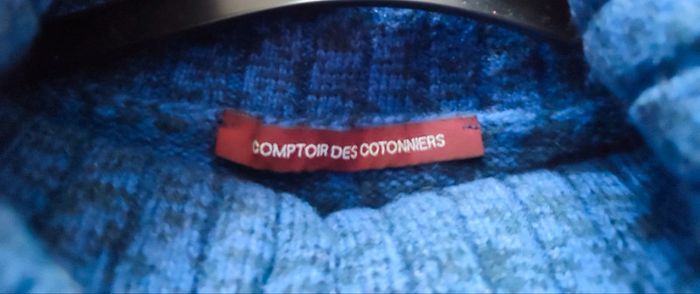 COMPTOIR DES COTONNIERS